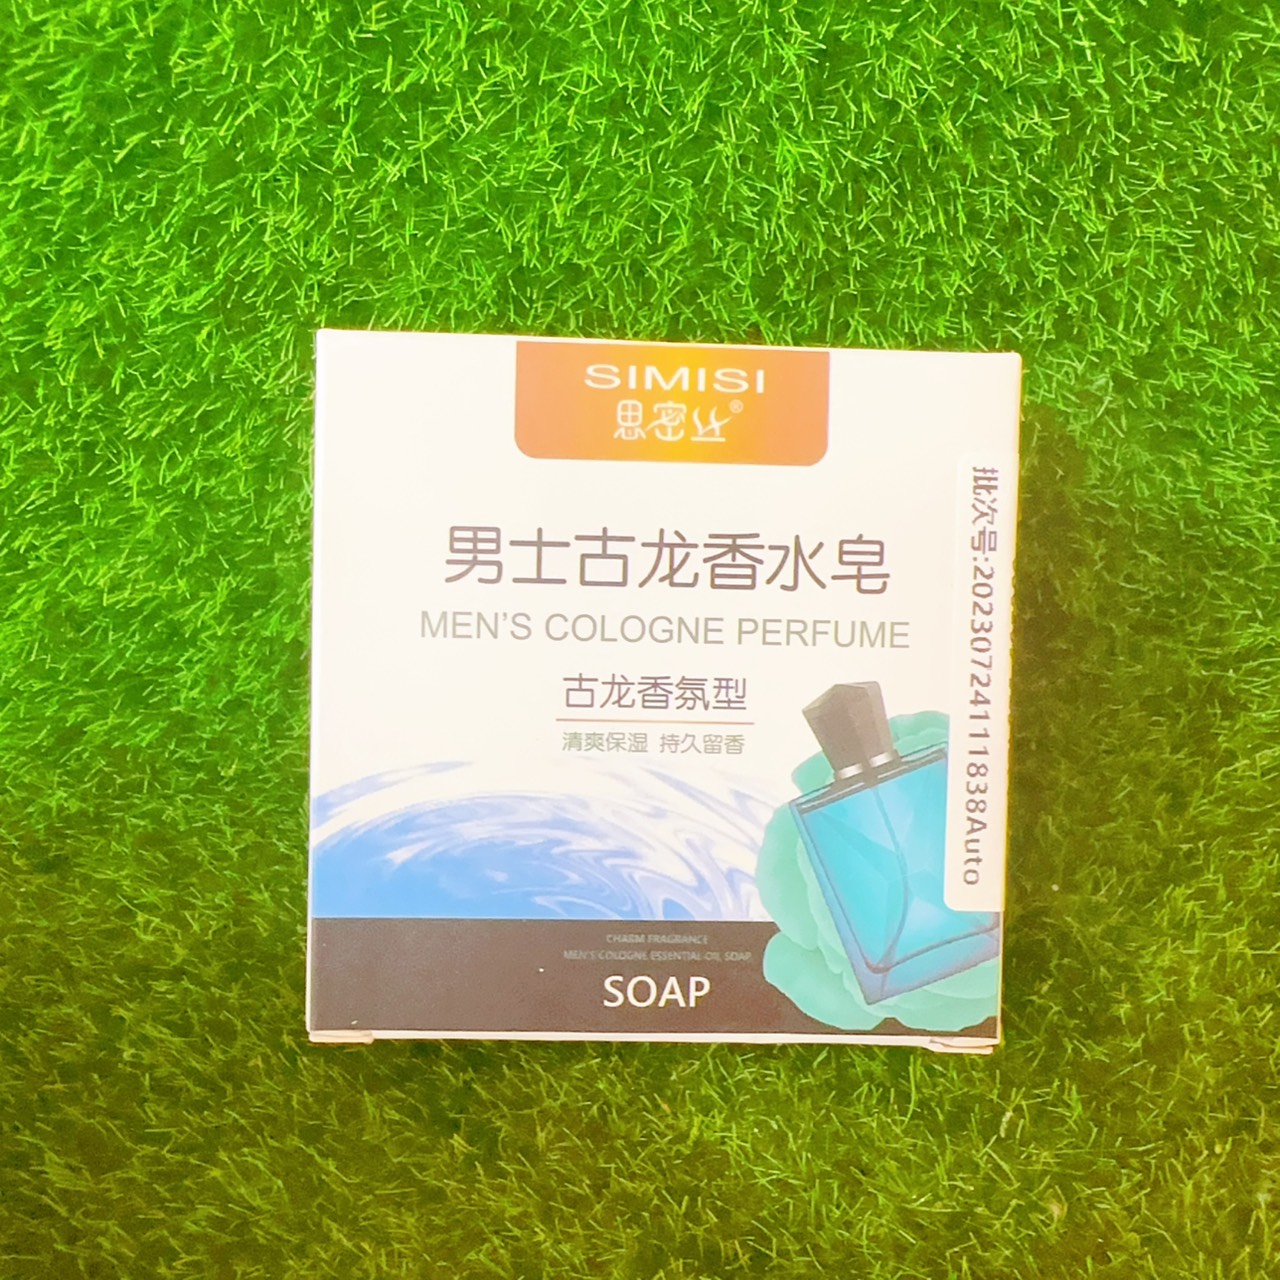 SIMISI
思密丝®
男士古龙香水皂
MEN'S COLOGNE PERFUME
古龙香氛型
清爽保湿 持久留香
CHARM FRAGRANCE
MEN'S COLOGNE ESSENTIAL OIL SOAP
SOAP
批次号:20230724111838Auto